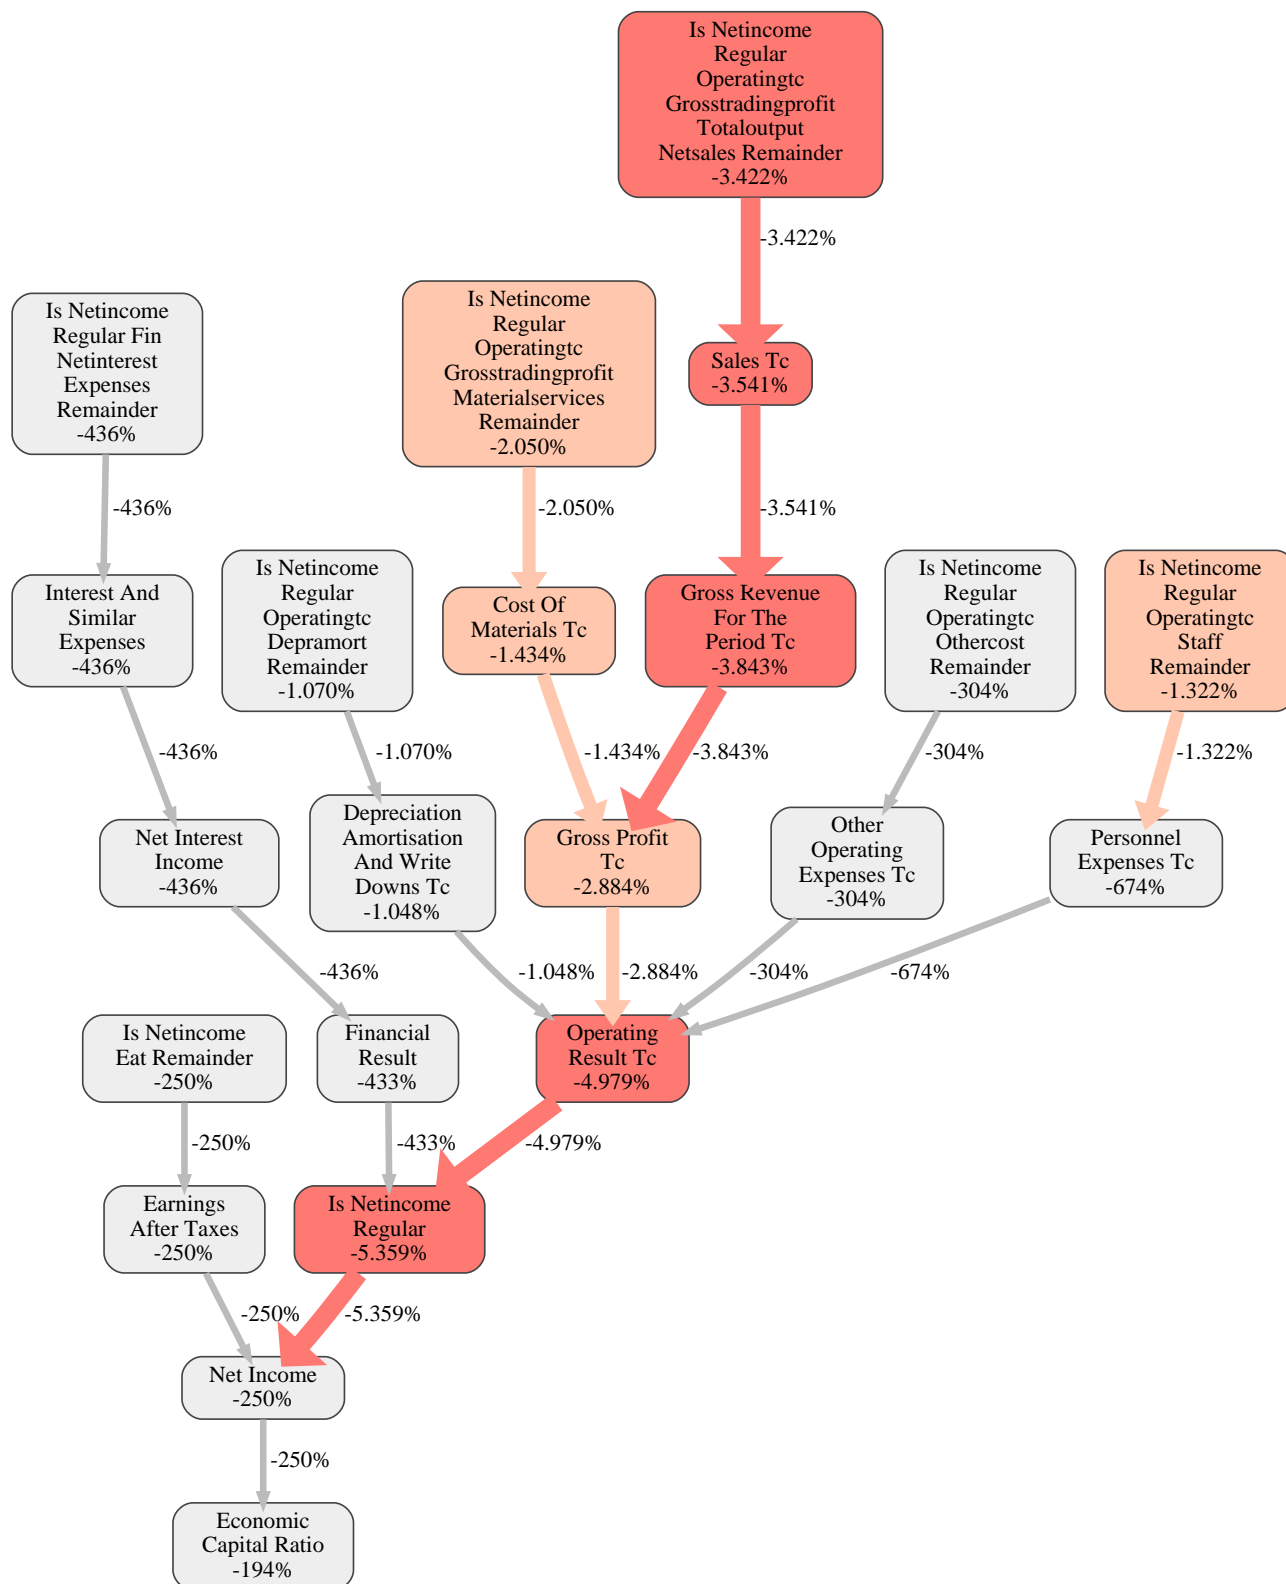 Is Netincome
Regular
Operatingtc
Grosstradingprofit
Totaloutput
Netsales Remainder
-3.422%
-3.422%
Is Netincome
Regular Fin
Netinterest
Expenses
Remainder
-436%
Is Netincome
Regular
Operatingtc
Grosstradingprofit
Materialservices
Remainder
-2.050%
Sales Tc
-3.541%
-436%
-2.050%
-3.541%
Interest And
Similar
Expenses
-436%
Is Netincome
Regular
Operatingtc
Depramort
Remainder
-1.070%
Cost Of
Materials Tc
-1.434%
Gross Revenue
For The
Period Tc
-3.843%
Is Netincome
Regular
Operatingtc
Othercost
Remainder
-304%
Is Netincome
Regular
Operatingtc
Staff
Remainder
-1.322%
-436%
-1.070%
-1.434%
-3.843%
-304%
-1.322%
Net Interest
Income
-436%
Depreciation
Amortisation
And Write
Downs Tc
-1.048%
Gross Profit
Tc
-2.884%
Other
Operating
Expenses Tc
-304%
Personnel
Expenses Tc
-674%
-436%
-1.048%
-2.884%
-304%
-674%
Is Netincome
Eat Remainder
-250%
Financial
Result
-433%
Operating
Result Tc
-4.979%
-250%
-433%
-4.979%
Earnings
After Taxes
-250%
Is Netincome
Regular
-5.359%
-250%
-5.359%
Net Income
-250%
-250%
Economic
Capital Ratio
-194%